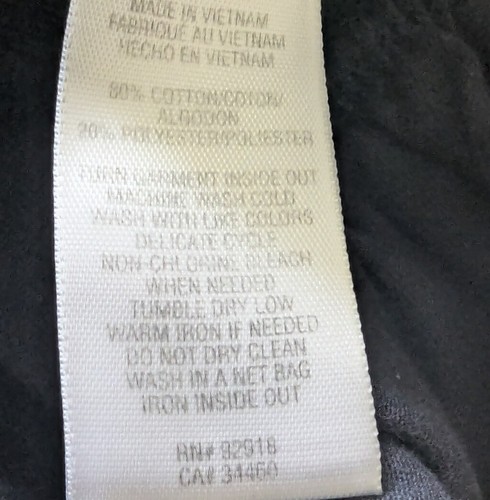 MADE IN VIETNAM
FABRIQUÉ AU VIETNAM
HECHO EN VIETNAM
80% COTTON/COTON/
ALGODON
20% POLYESTER/POLIESTER
TURN GARMENT INSIDE OUT
MACHINE WASH COLD
WASH WITH LIKE COLORS
DELICATE CYCLE
NON-CHLORINE BLEACH
WHEN NEEDED
TUMBLE DRY LOW
WARM IRON IF NEEDED
DO NOT DRY CLEAN
WASH IN A NET BAG
IRON INSIDE OUT
RN# 92918
CA# 34460